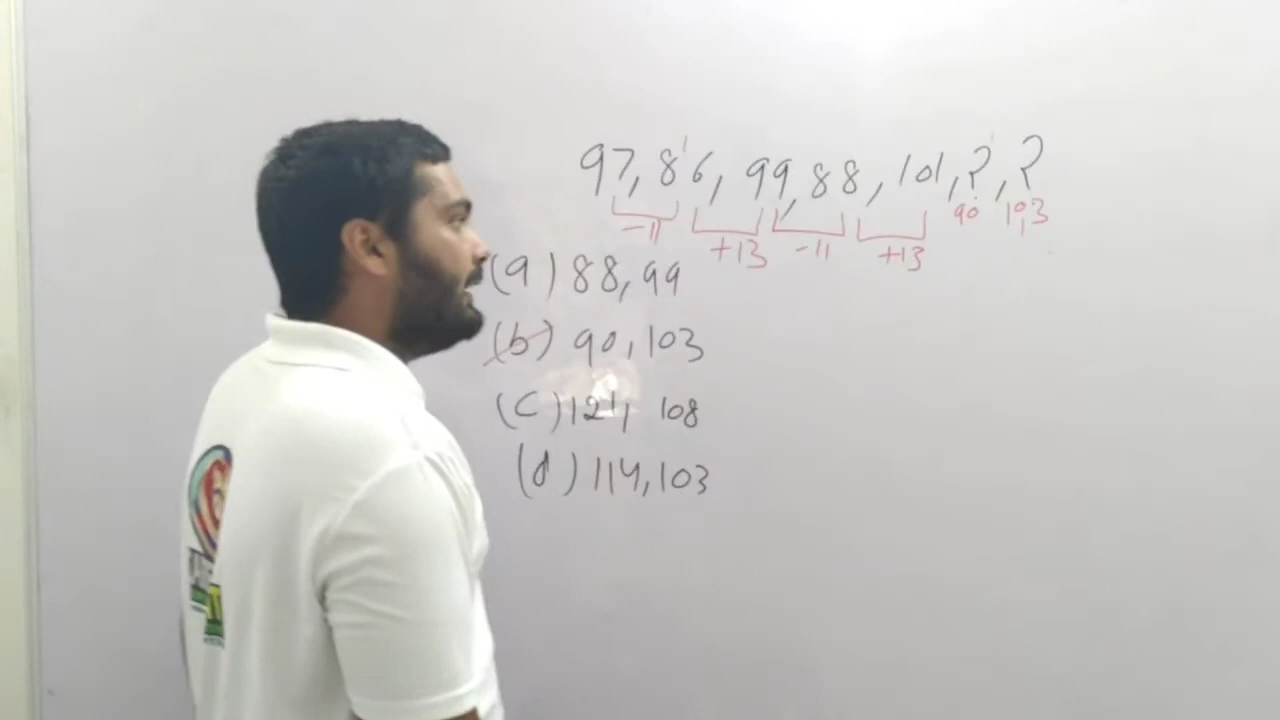 97, 86, 99, 88, 101, ?, ?
-11 +13 -11 +13 90 103
(a) 88, 99
(b) 90, 103
(c) 121, 108
(d) 114, 103